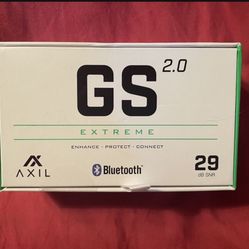 GS 2.0
EXTREME
ENHANCE - PROTECT - CONNECT
AXIL
Bluetooth
29
dB SNR